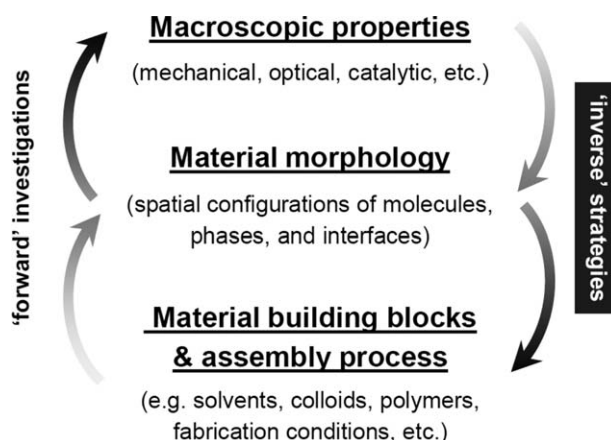 Macroscopic properties
(mechanical, optical, catalytic, etc.)
Material morphology
(spatial configurations of molecules,
phases, and interfaces)
Material building blocks
& assembly process
(e.g. solvents, colloids, polymers,
fabrication conditions, etc.)
'forward' investigations
'inverse' strategies